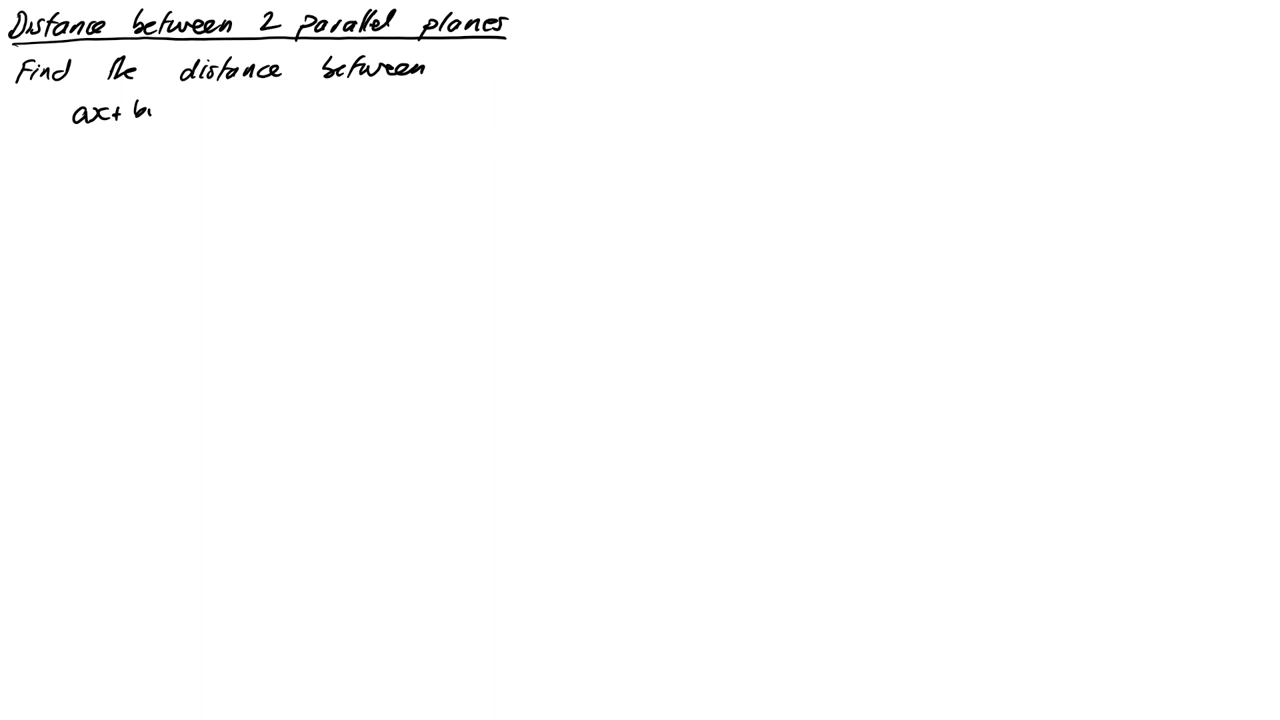 Distance between 2 parallel planes
Find the distance between
ax + b